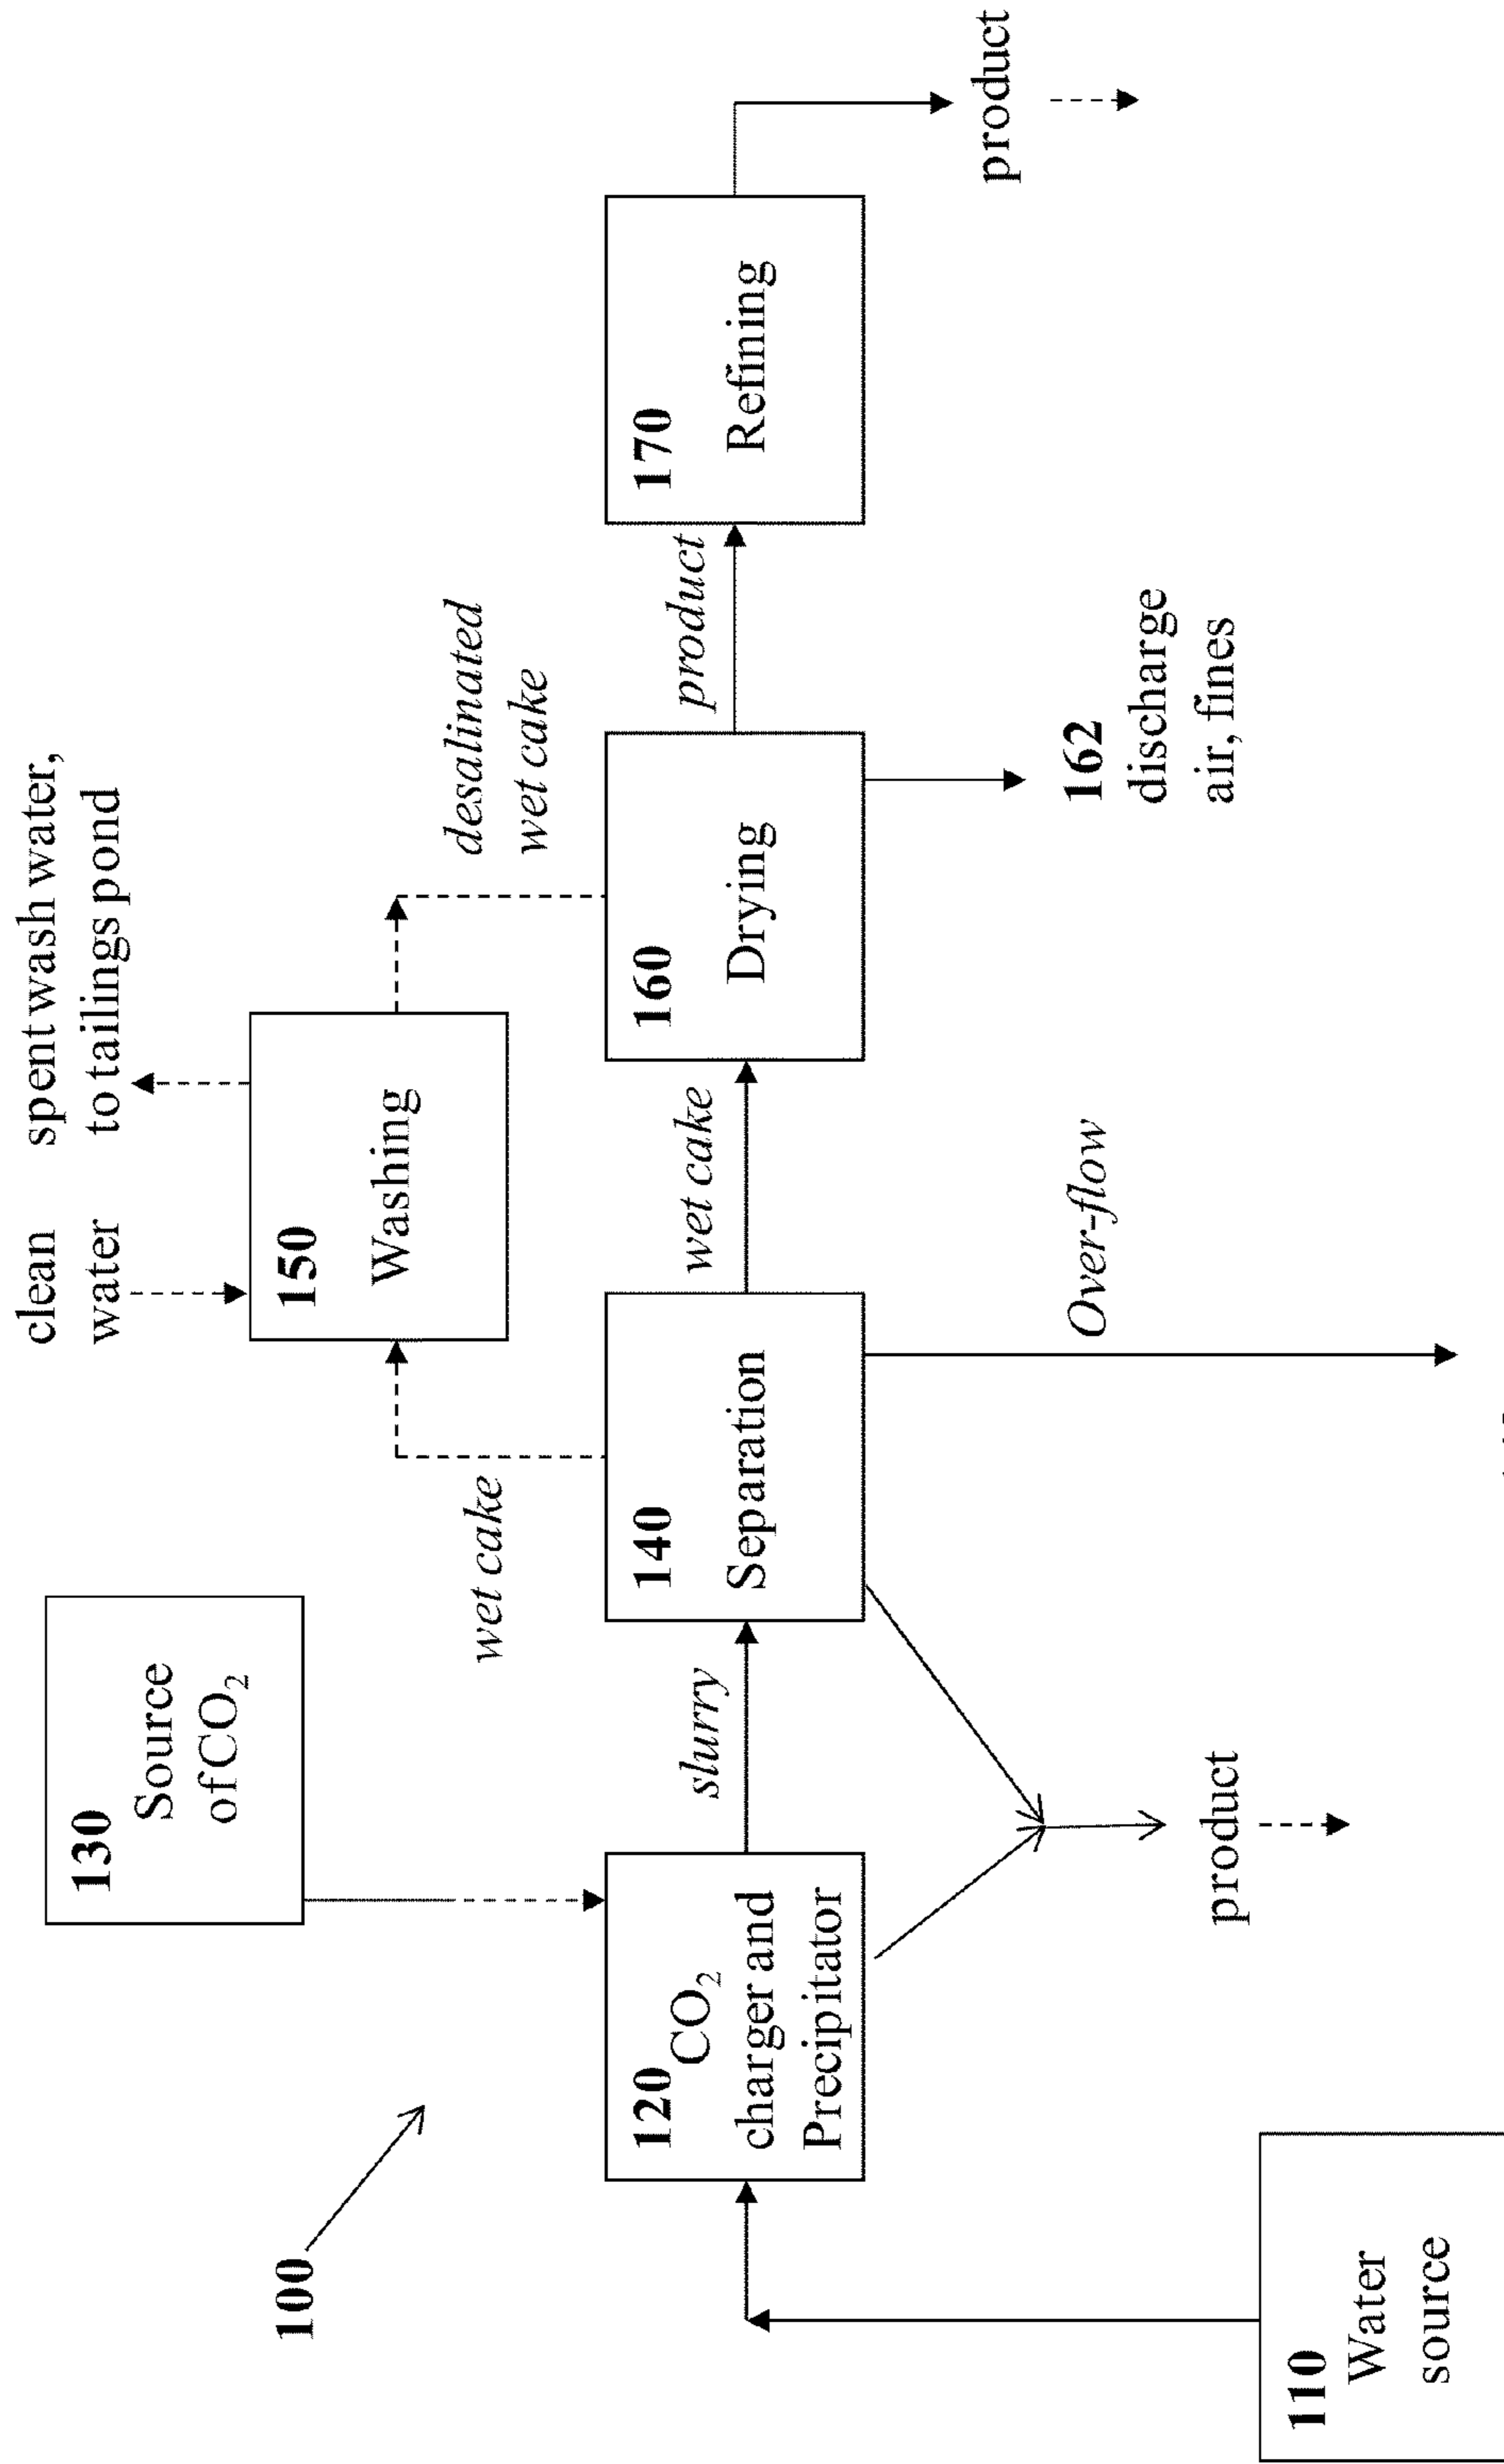 100
130
Source
of CO2
clean
water
spent wash water,
to tailings pond
150
Washing
wet cake
desalinated
wet cake
110
Water
source
120
CO2
charger and
Precipitator
slurry
140
Separation
wet cake
160
Drying
product
170
Refining
product
product
Over-flow
162
discharge
air, fines